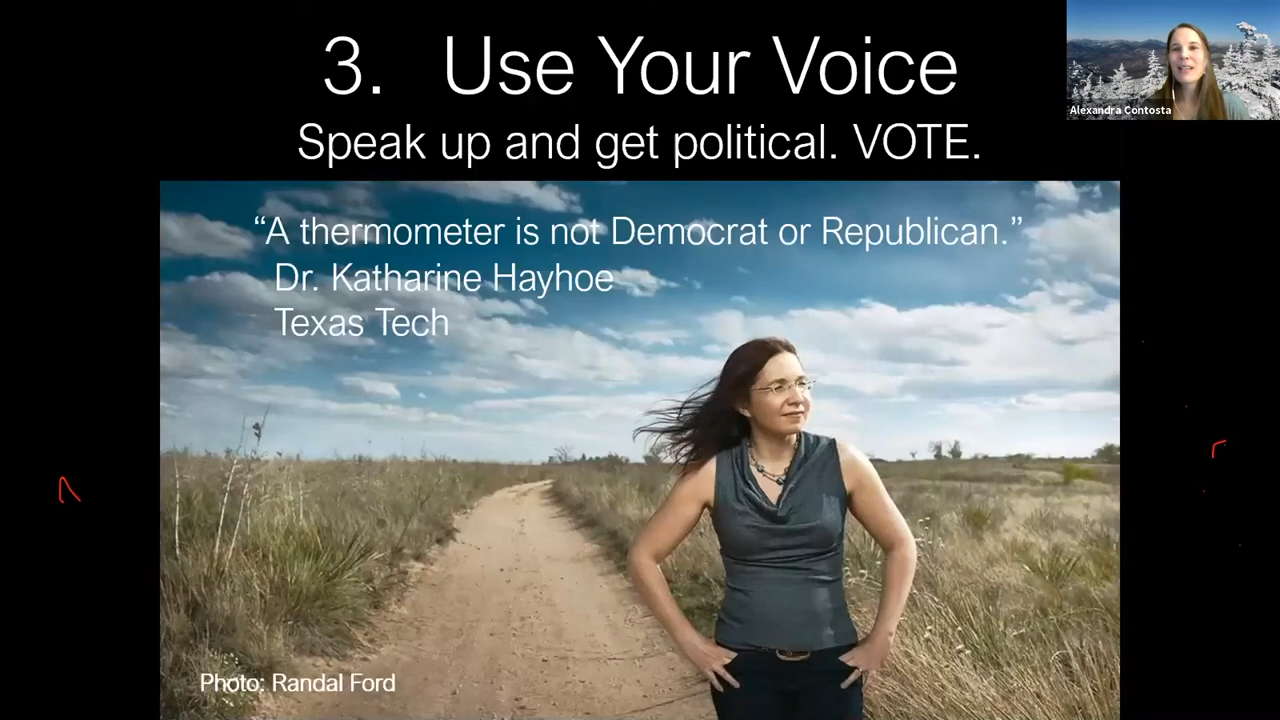 3. Use Your Voice
Alexandra Contosta
Speak up and get political. VOTE.
“A thermometer is not Democrat or Republican.”
Dr. Katharine Hayhoe
Texas Tech
Photo: Randal Ford